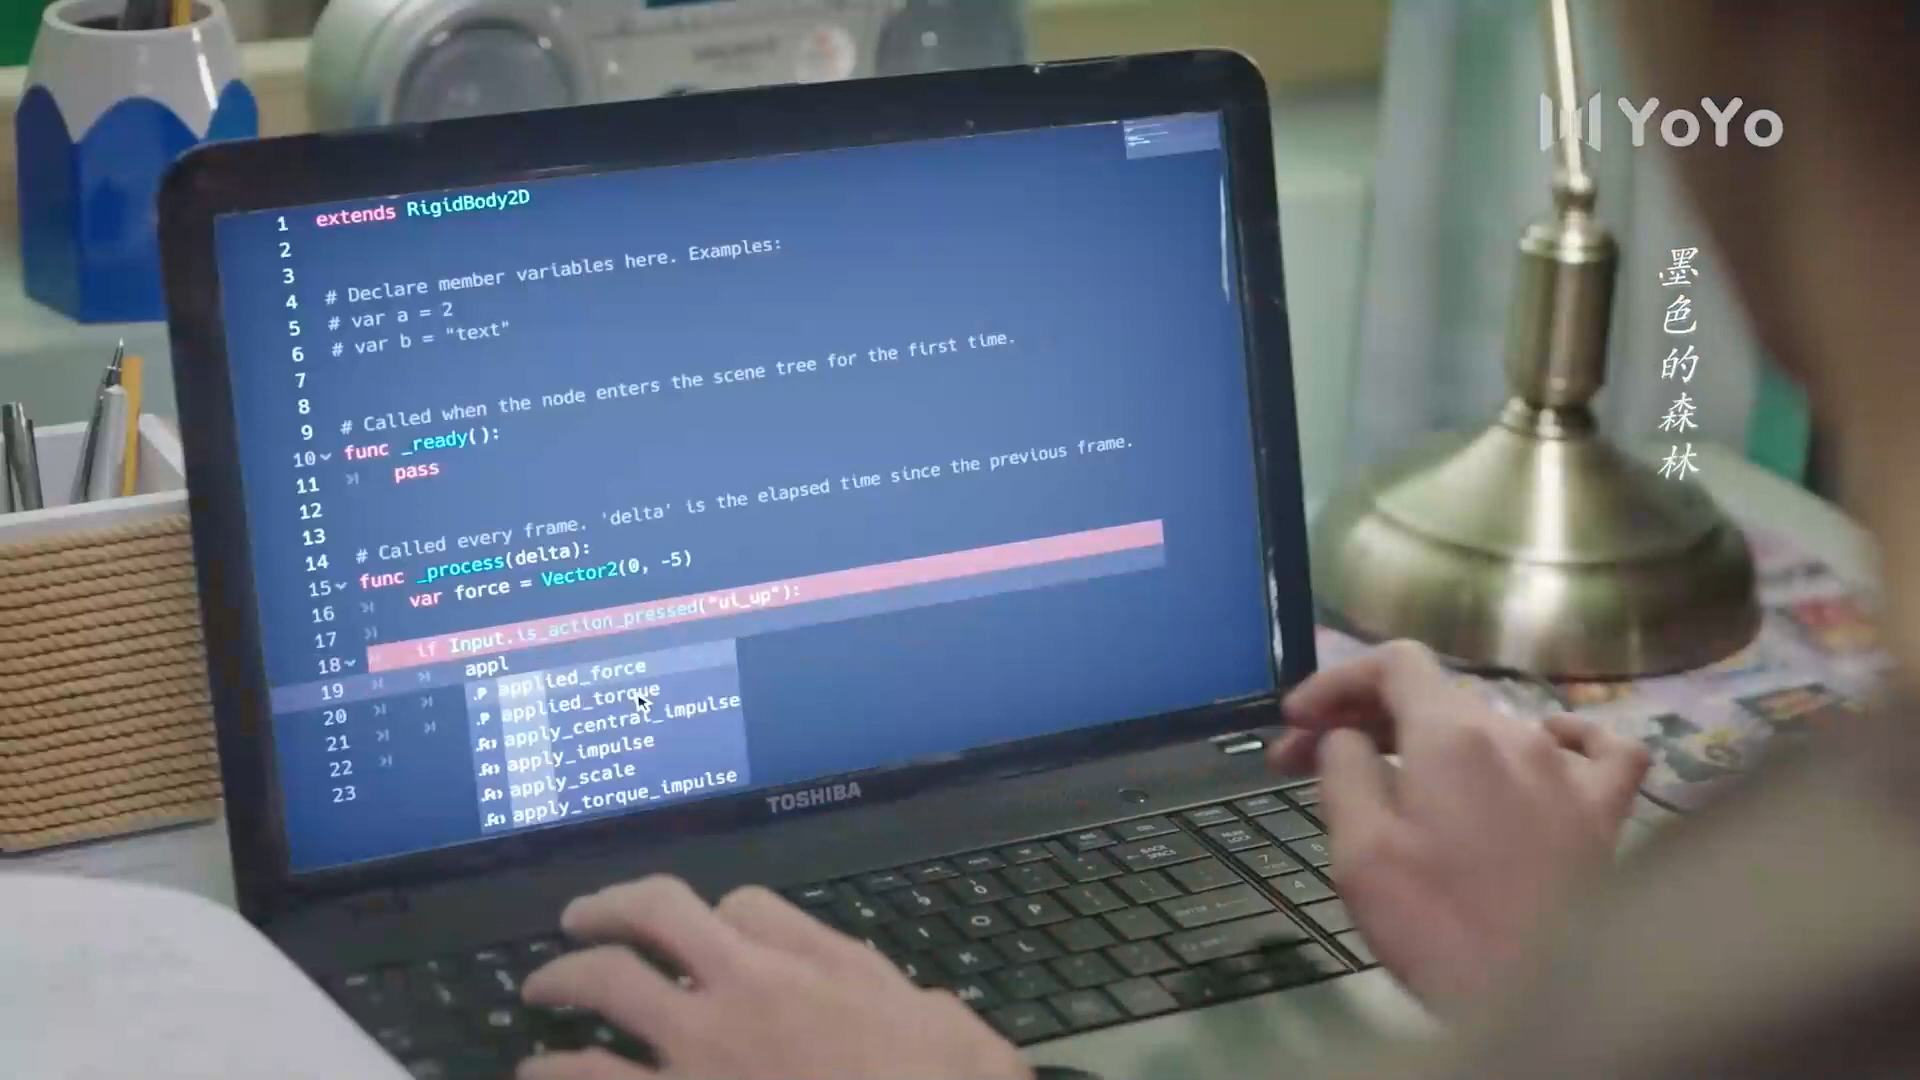 YoYo
墨色的森林
1 extends RigidBody2D
2
3
4 # Declare member variables here. Examples:
5 # var a = 2
6 # var b = "text"
7
8
9 # Called when the node enters the scene tree for the first time.
10 func _ready():
11 pass
12
13
14 # Called every frame. 'delta' is the elapsed time since the previous frame.
15 func _process(delta):
16 var force = Vector2(0, -5)
17
18 if Input.is_action_pressed("ui_up"):
19 appl
20 .P applied_force
21 .P applied_torque
22 .fn apply_central_impulse
23 .fn apply_impulse
.fn apply_scale
.fn apply_torque_impulse
TOSHIBA